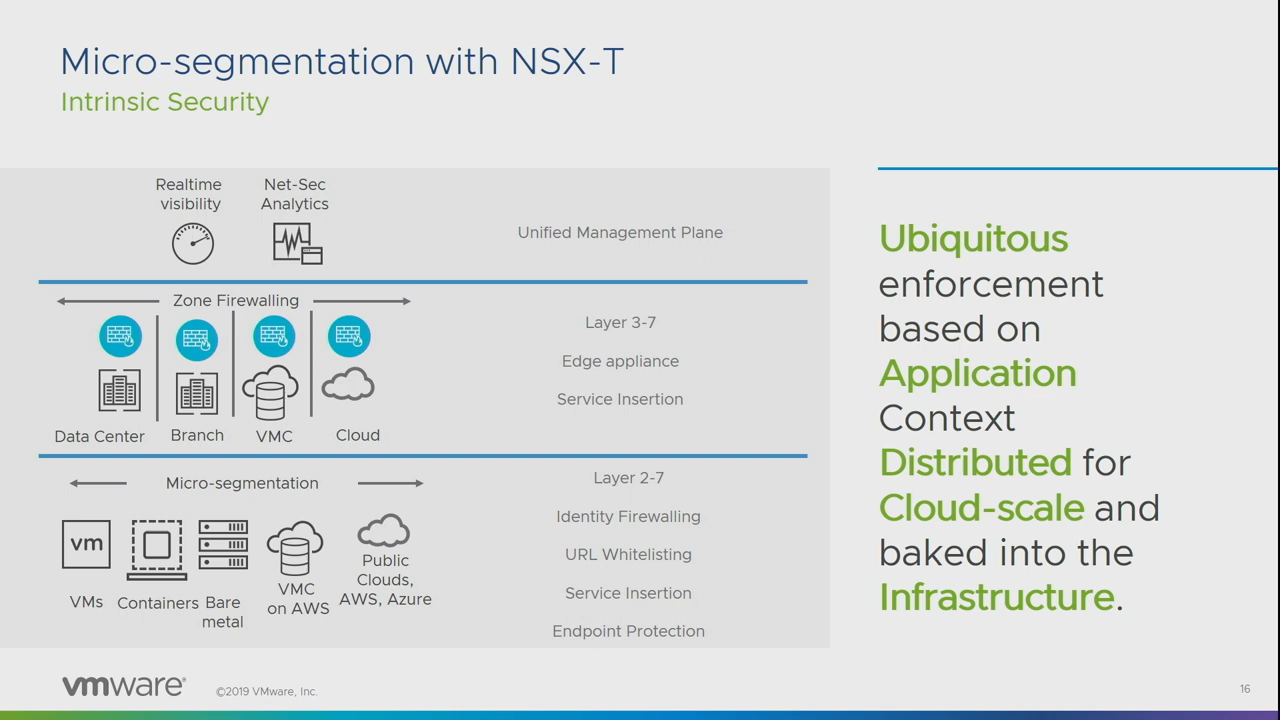 Micro-segmentation with NSX-T
Intrinsic Security
Realtime
visibility
Net-Sec
Analytics
Unified Management Plane
Zone Firewalling
Data Center
Branch
VMC
Cloud
Layer 3-7
Edge appliance
Service Insertion
Micro-segmentation
vm
VMs
Containers
Bare
metal
VMC
on AWS
Public
Clouds,
AWS, Azure
Layer 2-7
Identity Firewalling
URL Whitelisting
Service Insertion
Endpoint Protection
Ubiquitous
enforcement
based on
Application
Context
Distributed for
Cloud-scale and
baked into the
Infrastructure.
vmware®
©2019 VMware, Inc.
16